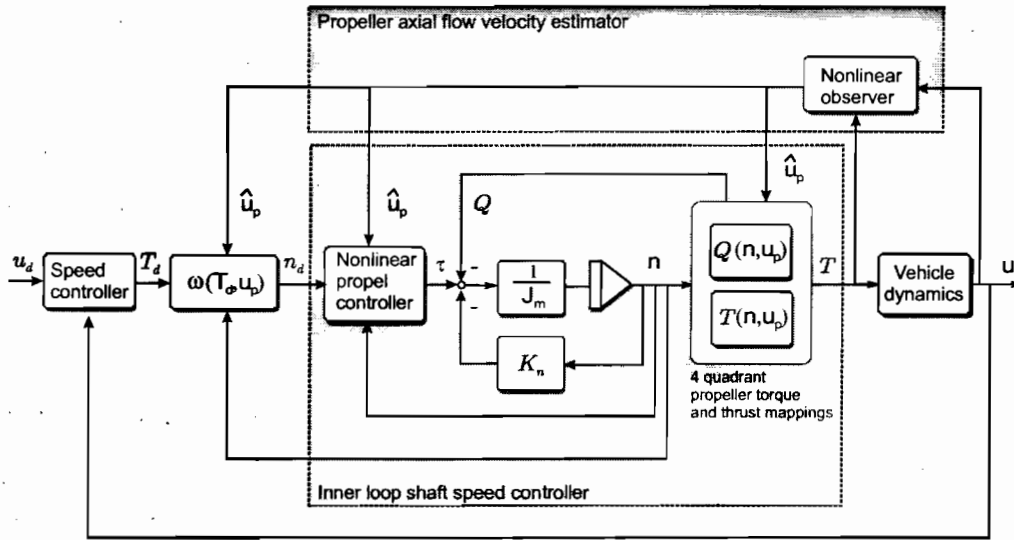 Propeller axial flow velocity estimator
Nonlinear
observer
û_p
û_p
û_p
Q
u_d
Speed
controller
T_d
ω(T_d, u_p)
n_d
Nonlinear
propel
controller
τ
-
-
1
J_m
n
K_n
Q(n,u_p)
T(n,u_p)
T
Vehicle
dynamics
u
4 quadrant
propeller torque
and thrust mappings
Inner loop shaft speed controller